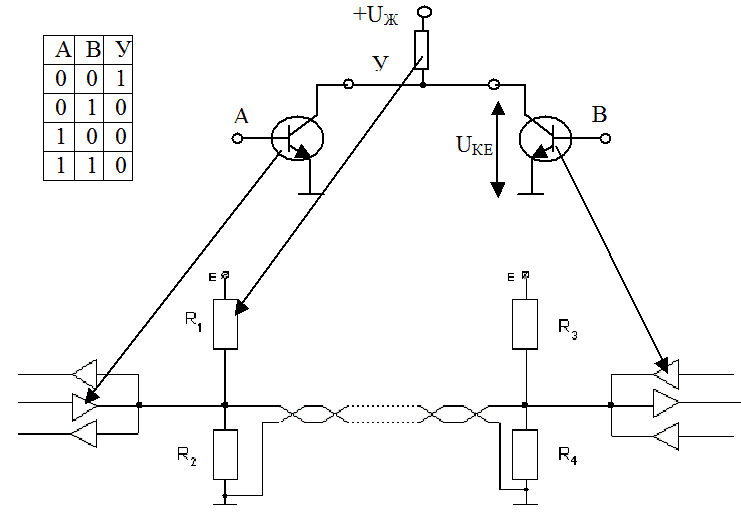 +UЖ
А В У
0 0 1
0 1 0
1 0 0
1 1 0
У
А
В
UКЕ
E
E
R1
R3
R2
R4